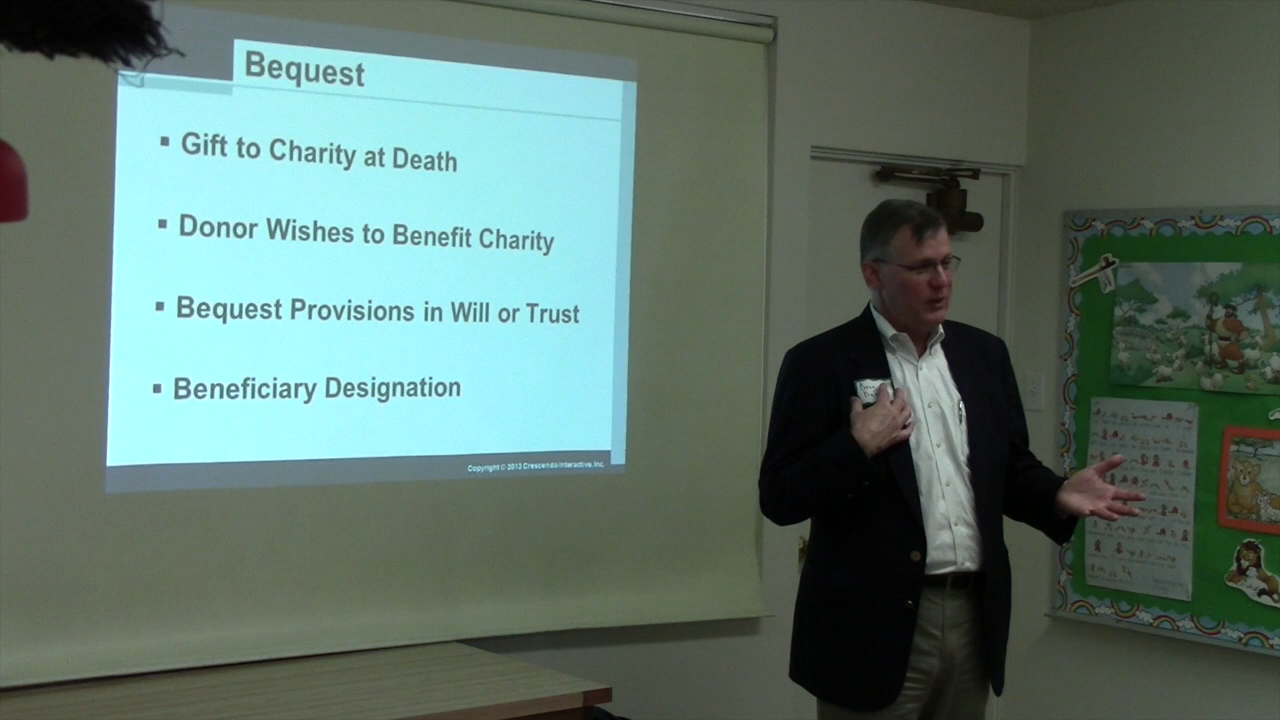 Bequest
▪ Gift to Charity at Death
▪ Donor Wishes to Benefit Charity
▪ Bequest Provisions in Will or Trust
▪ Beneficiary Designation
Copyright © 2013 Crescendo Interactive, Inc.